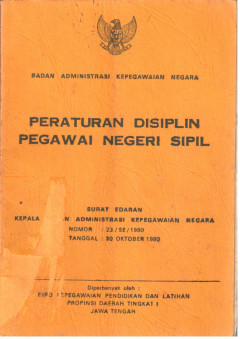 BADAN ADMINISTRASI KEPEGAWAIAN NEGARA
PERATURAN DISIPLIN
PEGAWAI NEGERI SIPIL
SURAT EDARAN
KEPALA BADAN ADMINISTRASI KEPEGAWAIAN NEGARA
NOMOR : 23/SE/1980
TANGGAL : 30 OKTOBER 1980
Diperbanyak oleh :
BIRO KEPEGAWAIAN PENDIDIKAN DAN LATIHAN
PROPINSI DAERAH TINGKAT I
JAWA TENGAH